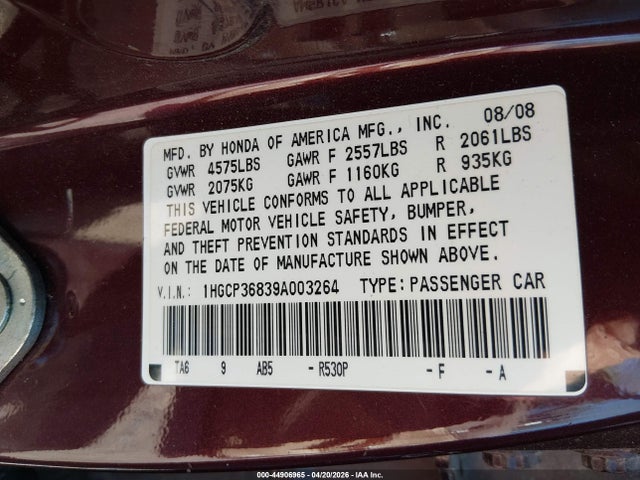 MFD. BY HONDA OF AMERICA MFG., INC. 08/08
GVWR 4575LBS GAWR F 2557LBS R 2061LBS
GVWR 2075KG GAWR F 1160KG R 935KG
THIS VEHICLE CONFORMS TO ALL APPLICABLE
FEDERAL MOTOR VEHICLE SAFETY, BUMPER,
AND THEFT PREVENTION STANDARDS IN EFFECT
ON THE DATE OF MANUFACTURE SHOWN ABOVE.
V.I.N.: 1HGCP36839A003264 TYPE: PASSENGER CAR
TA6 9 AB5 -R530P -F -A
000-44906965 - 04/20/2026 - IAA Inc.